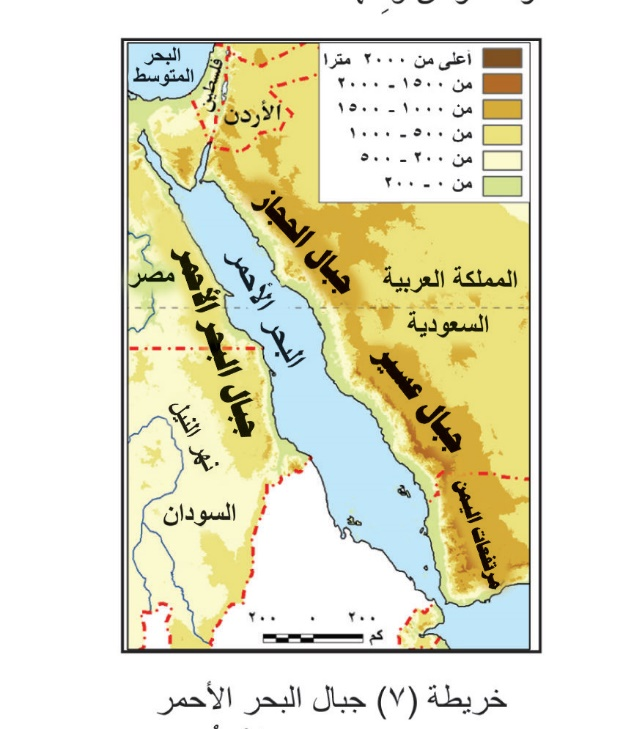 البحر
المتوسط
فلسطين
الأردن
أعلى من ٢٠٠٠ مترا
من ١٥٠٠ - ٢٠٠٠
من ١٠٠٠ - ١٥٠٠
من ٥٠٠ - ١٠٠٠
من ٢٠٠ - ٥٠٠
من ٠ - ٢٠٠
جبال الحجاز
المملكة العربية
السعودية
مصر
البحر الأحمر
جبال البحر الأحمر
جبال عسير
نهر النيل
السودان
مرتفعات اليمن
٢٠٠ ٠ ٢٠٠
كم
خريطة (٧) جبال البحر الأحمر